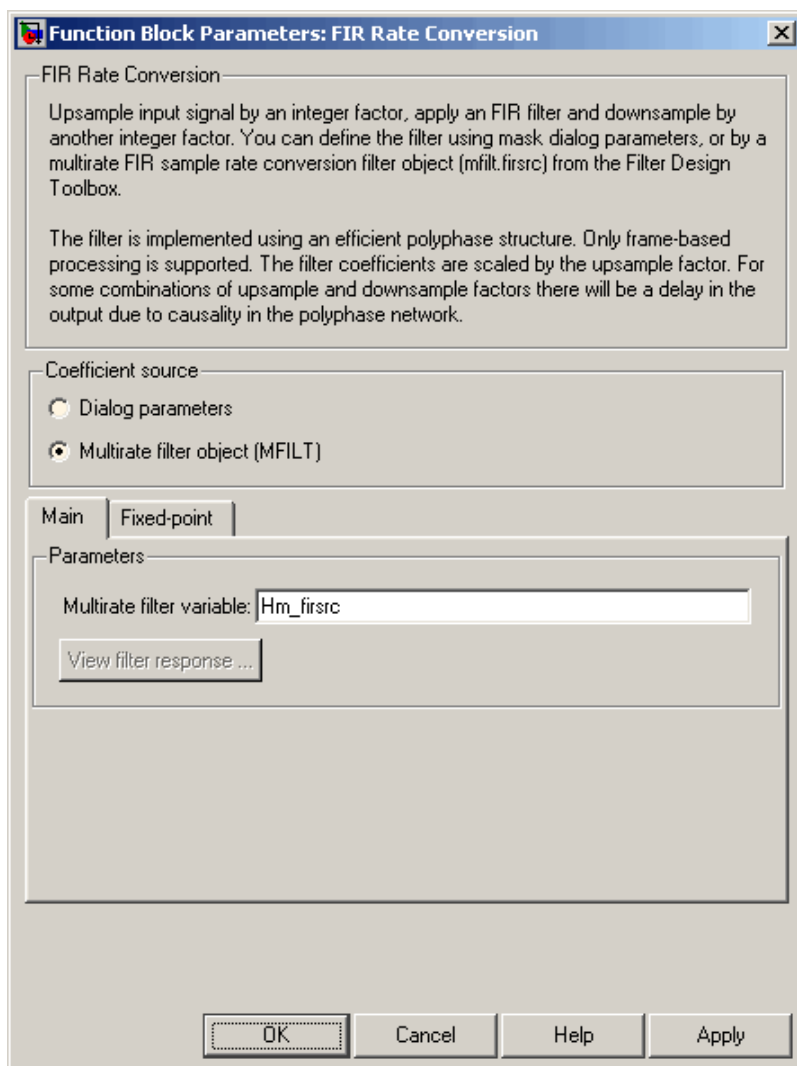 Function Block Parameters: FIR Rate Conversion
FIR Rate Conversion
Upsample input signal by an integer factor, apply an FIR filter and downsample by
another integer factor. You can define the filter using mask dialog parameters, or by a
multirate FIR sample rate conversion filter object (mfilt.firsrc) from the Filter Design
Toolbox.
The filter is implemented using an efficient polyphase structure. Only frame-based
processing is supported. The filter coefficients are scaled by the upsample factor. For
some combinations of upsample and downsample factors there will be a delay in the
output due to causality in the polyphase network.
Coefficient source
Dialog parameters
Multirate filter object (MFILT)
Main Fixed-point
Parameters
Multirate filter variable: Hm_firsrc
View filter response ...
OK Cancel Help Apply